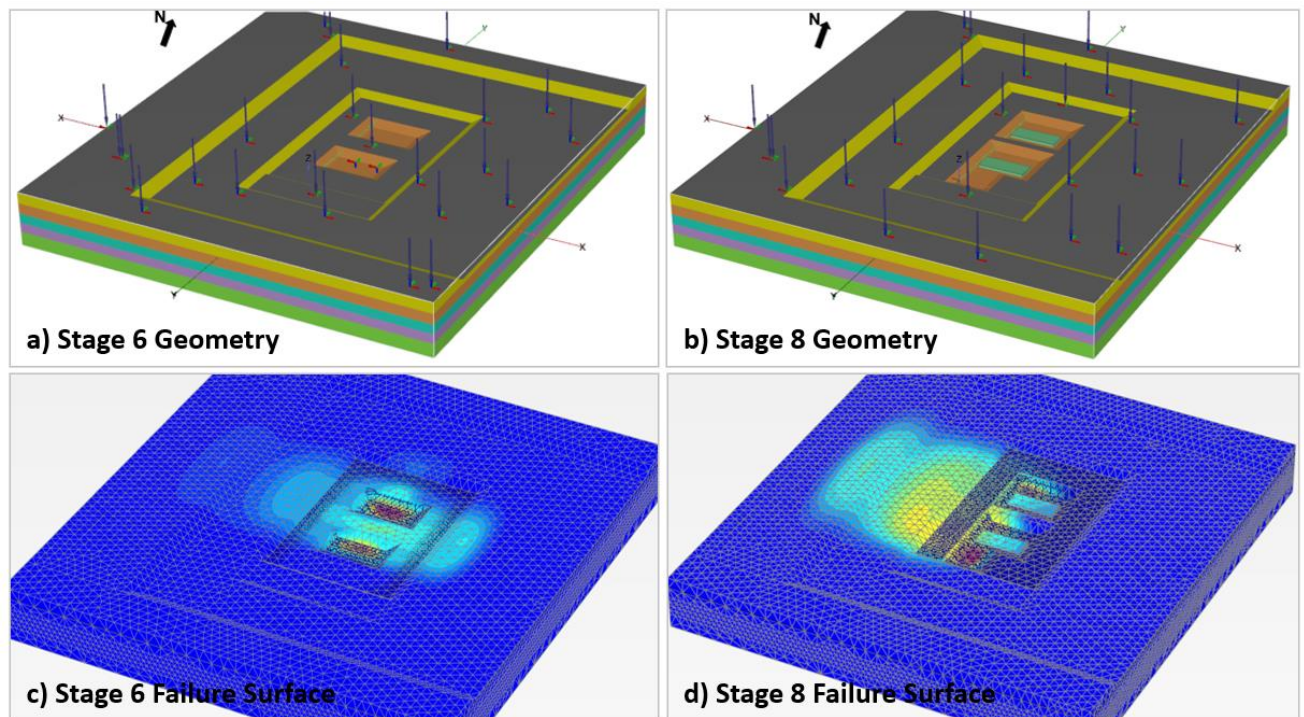 N
Y
X
Z
X
Y
a) Stage 6 Geometry
N
Y
X
Z
X
Y
b) Stage 8 Geometry
c) Stage 6 Failure Surface
d) Stage 8 Failure Surface